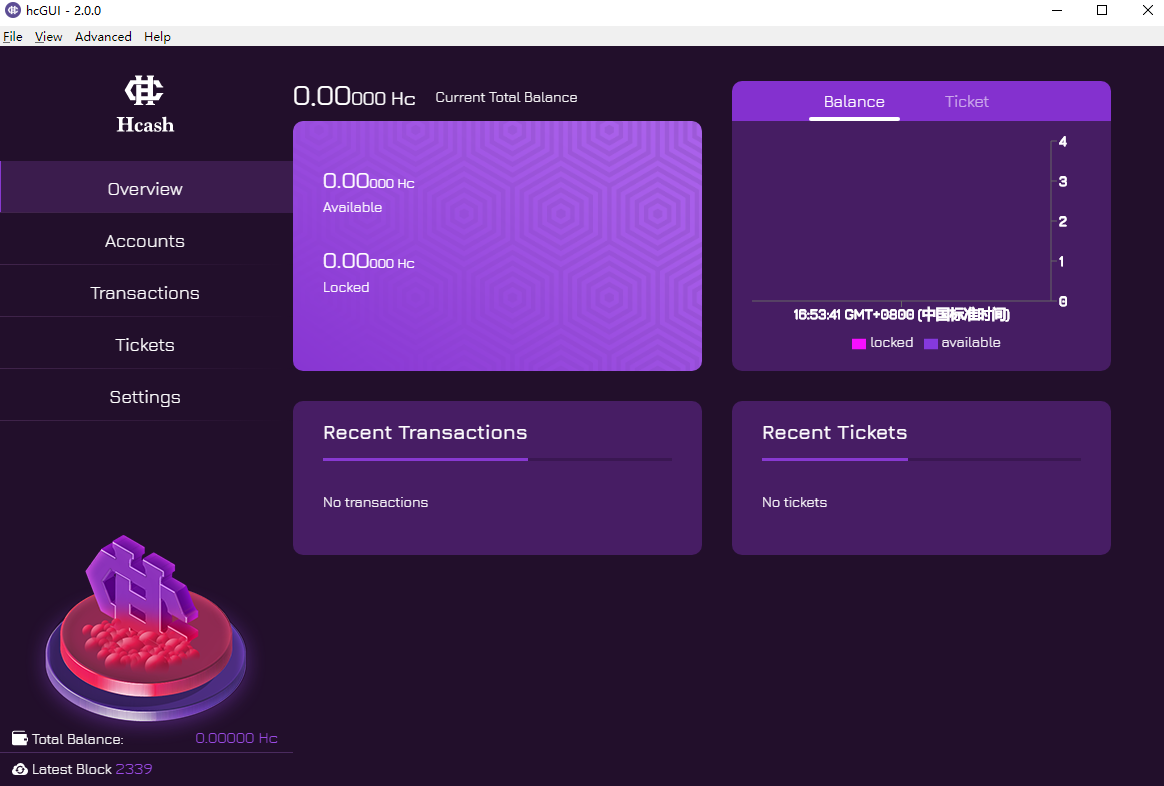 hcGUI - 2.0.0
File View Advanced Help
Hcash
Overview
Accounts
Transactions
Tickets
Settings
Total Balance: 0.00000 Hc
Latest Block 2339
0.00000 Hc Current Total Balance
0.00000 Hc
Available
0.00000 Hc
Locked
Balance Ticket
4
3
2
1
0
16:53:41 GMT+0800 (中国标准时间)
locked available
Recent Transactions
No transactions
Recent Tickets
No tickets